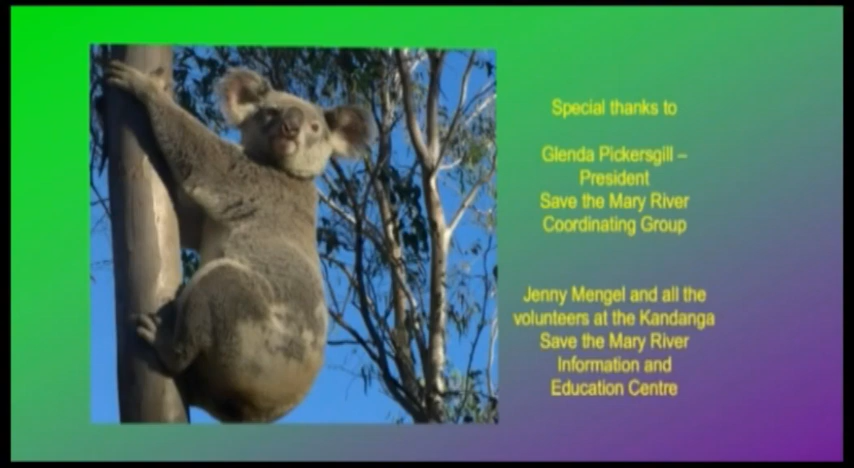 Special thanks to
Glenda Pickersgill –
President
Save the Mary River
Coordinating Group
Jenny Mengel and all the
volunteers at the Kandanga
Save the Mary River
Information and
Education Centre